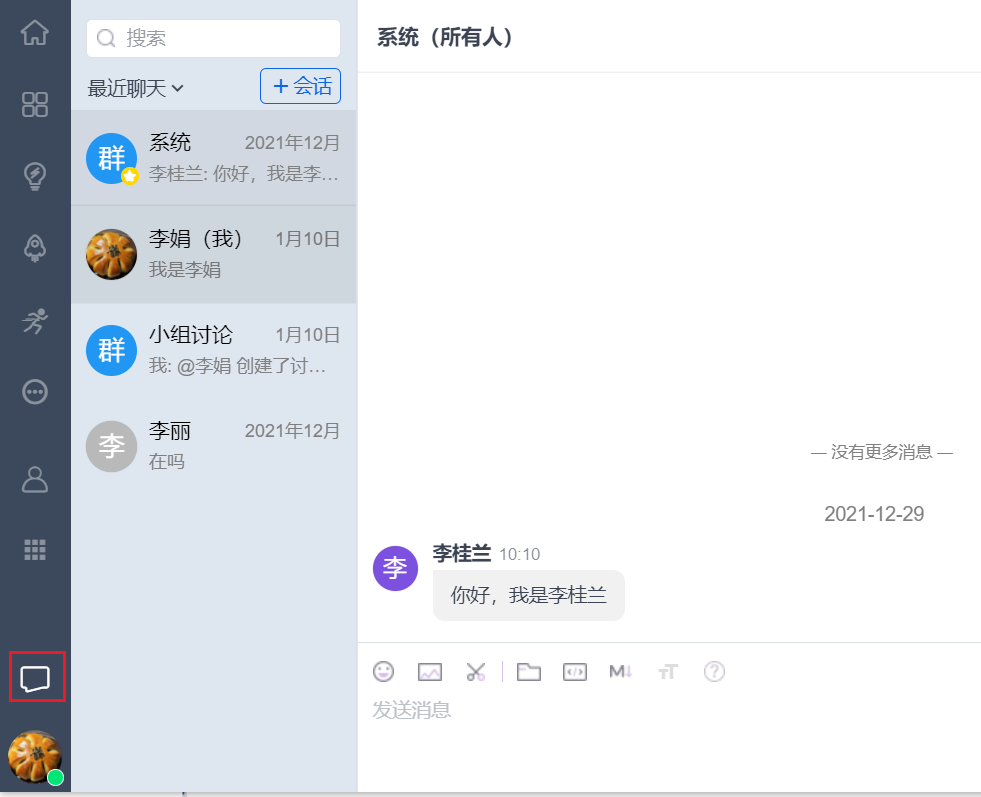 搜索
最近聊天
+ 会话
群
系统
2021年12月
李桂兰: 你好，我是李…
李娟（我）
1月10日
我是李娟
群
小组讨论
1月10日
我: @李娟 创建了讨…
李
李丽
2021年12月
在吗
系统（所有人）
— 没有更多消息 —
2021-12-29
李
李桂兰 10:10
你好，我是李桂兰
M↓
тT
?
发送消息